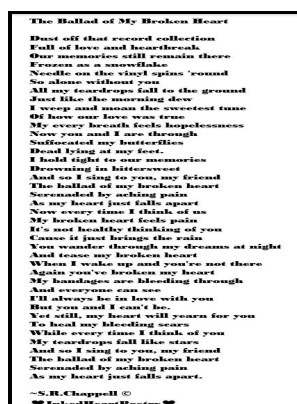 The Ballad of My Broken Heart
Dust off that record collection
Full of love and heartbreak
Our memories still remain there
Frozen as a snowflake
Needle on the vinyl spins 'round
So alone without you
All my teardrops fall to the ground
Just like the morning dew
I weep and moan the sweetest tune
Of how our love was true
My every breath feels hopelessness
Now you and I are through
Suffocated my butterflies
Dead lying at my feet.
I hold tight to our memories
Drowning in bittersweet
And so I sing to you, my friend
The ballad of my broken heart
Serenaded by aching pain
As my heart just falls apart
Now every time I think of us
My broken heart feels pain
It's not healthy thinking of you
Cause it just brings the rain
You wander through my dreams at night
And tease my broken heart
When I wake up and you're not there
Again you've broken my heart
My bandages are bleeding through
And everyone can see
I'll always be in love with you
But you and I can't be
Yet still, my heart will yearn for you
To heal my bleeding scars
While every time I think of you
My teardrops fall like stars
And so I sing to you, my friend
The ballad of my broken heart
Serenaded by aching pain
As my heart just falls apart.
~S.R.Chappell ©
❤InkedHeartPoetry❤